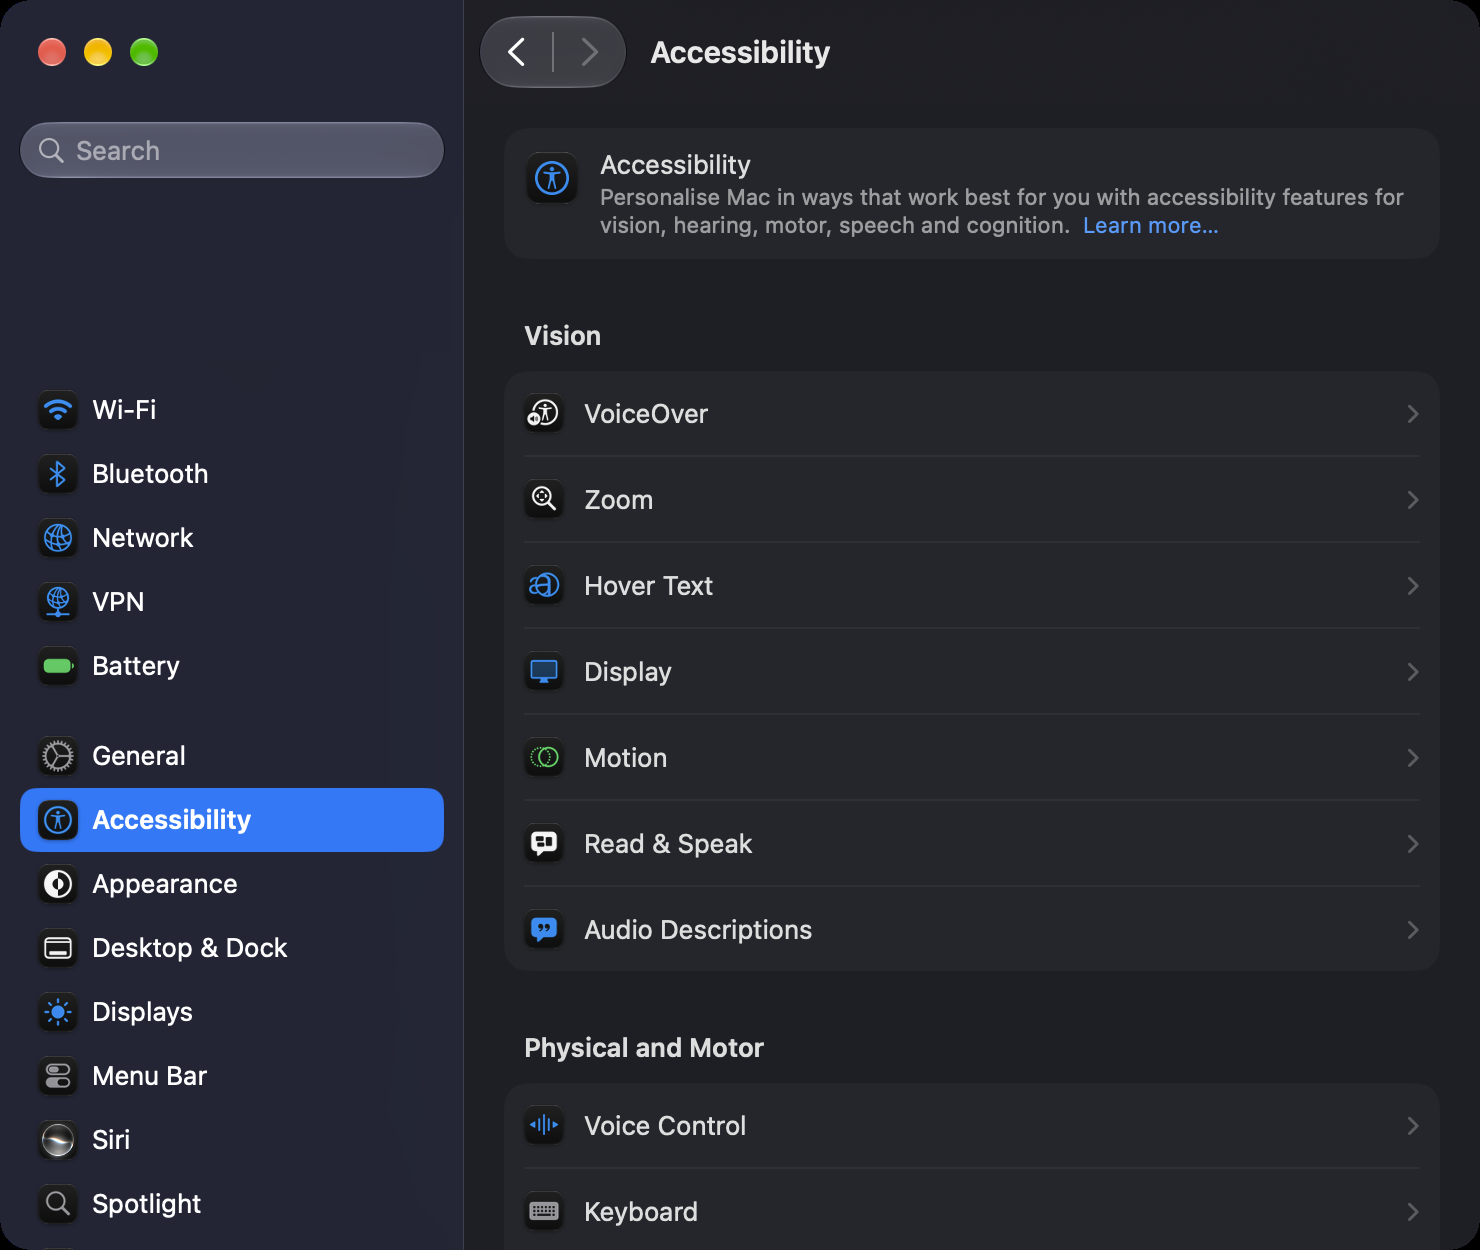 Search
Wi-Fi
Bluetooth
Network
VPN
Battery
General
Accessibility
Appearance
Desktop & Dock
Displays
Menu Bar
Siri
Spotlight
Accessibility
Accessibility
Personalise Mac in ways that work best for you with accessibility features for
vision, hearing, motor, speech and cognition. Learn more...
Vision
VoiceOver
Zoom
Hover Text
Display
Motion
Read & Speak
Audio Descriptions
Physical and Motor
Voice Control
Keyboard